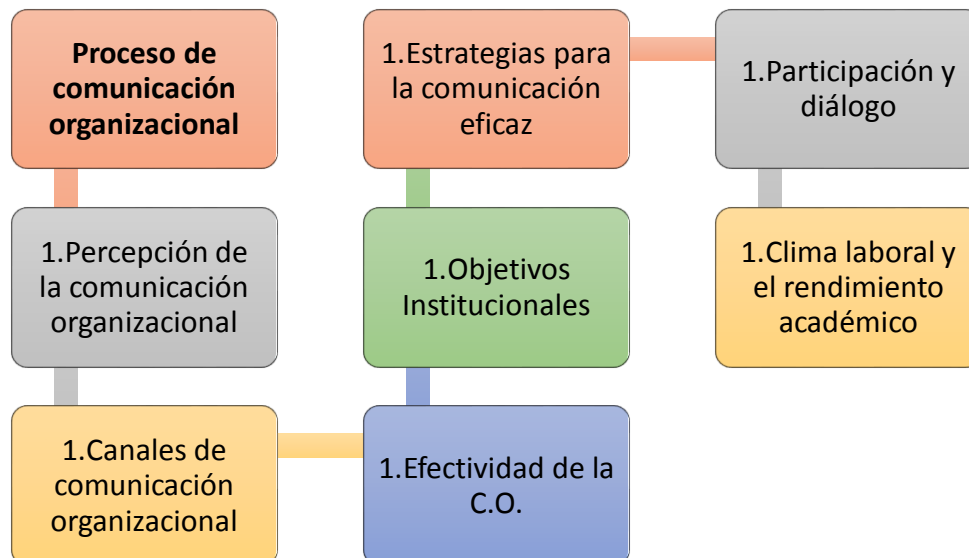 Proceso de
comunicación
organizacional
1.Percepción de
la comunicación
organizacional
1.Canales de
comunicación
organizacional
1.Efectividad de la
C.O.
1.Objetivos
Institucionales
1.Estrategias para
la comunicación
eficaz
1.Participación y
diálogo
1.Clima laboral y
el rendimiento
académico